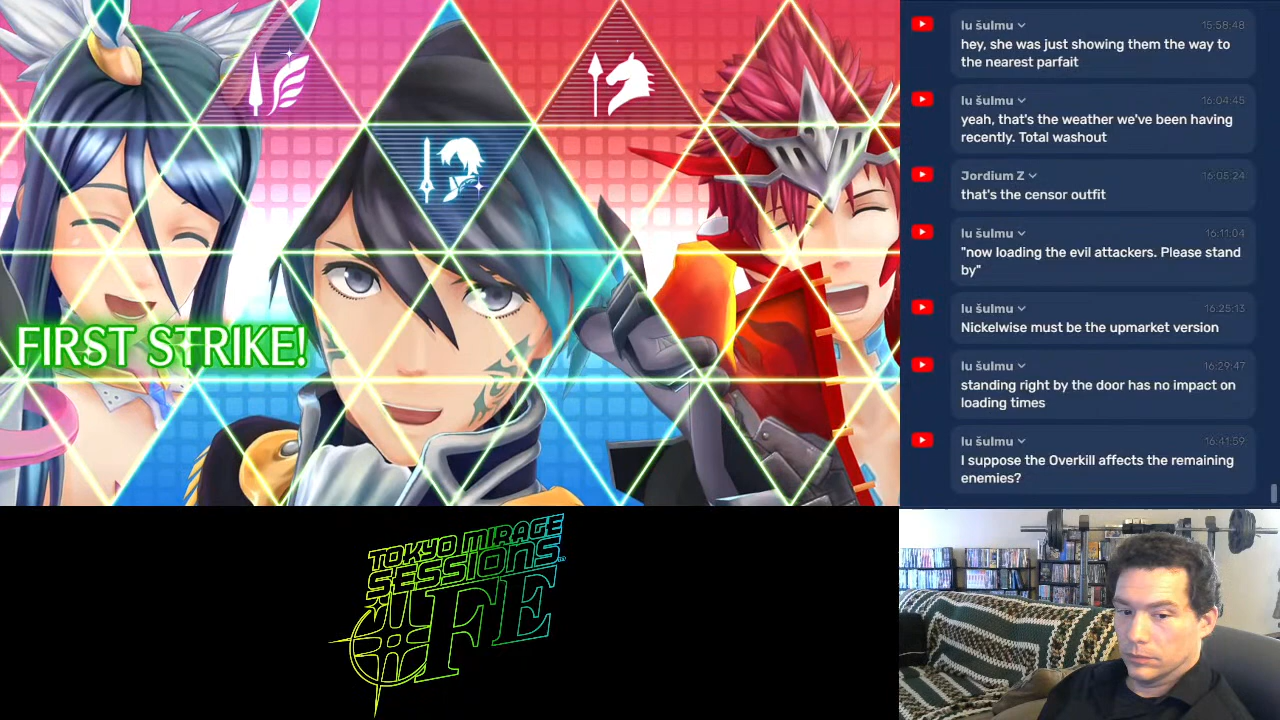 FIRST STRIKE!
lu šulmu 15:58:48
hey, she was just showing them the way to
the nearest parfait
lu šulmu 16:04:45
yeah, that's the weather we've been having
recently. Total washout
Jordium Z 16:05:24
that's the censor outfit
lu šulmu 16:11:04
"now loading the evil attackers. Please stand
by"
lu šulmu 16:25:13
Nickelwise must be the upmarket version
lu šulmu 16:29:47
standing right by the door has no impact on
loading times
lu šulmu 16:41:59
I suppose the Overkill affects the remaining
enemies?
TOKYO MIRAGE
SESSIONS
#FE